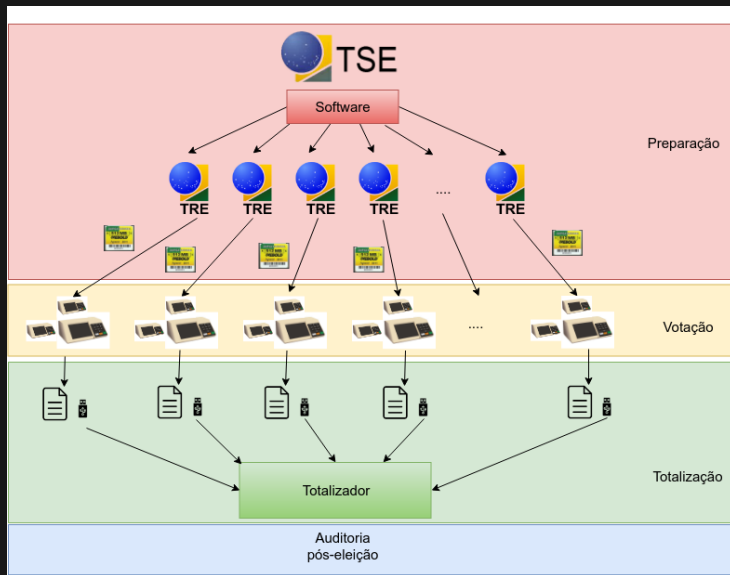 TSE
Software
Preparação
TRE
TRE
TRE
TRE
....
TRE
....
Votação
Totalizador
Totalização
Auditoria
pós-eleição